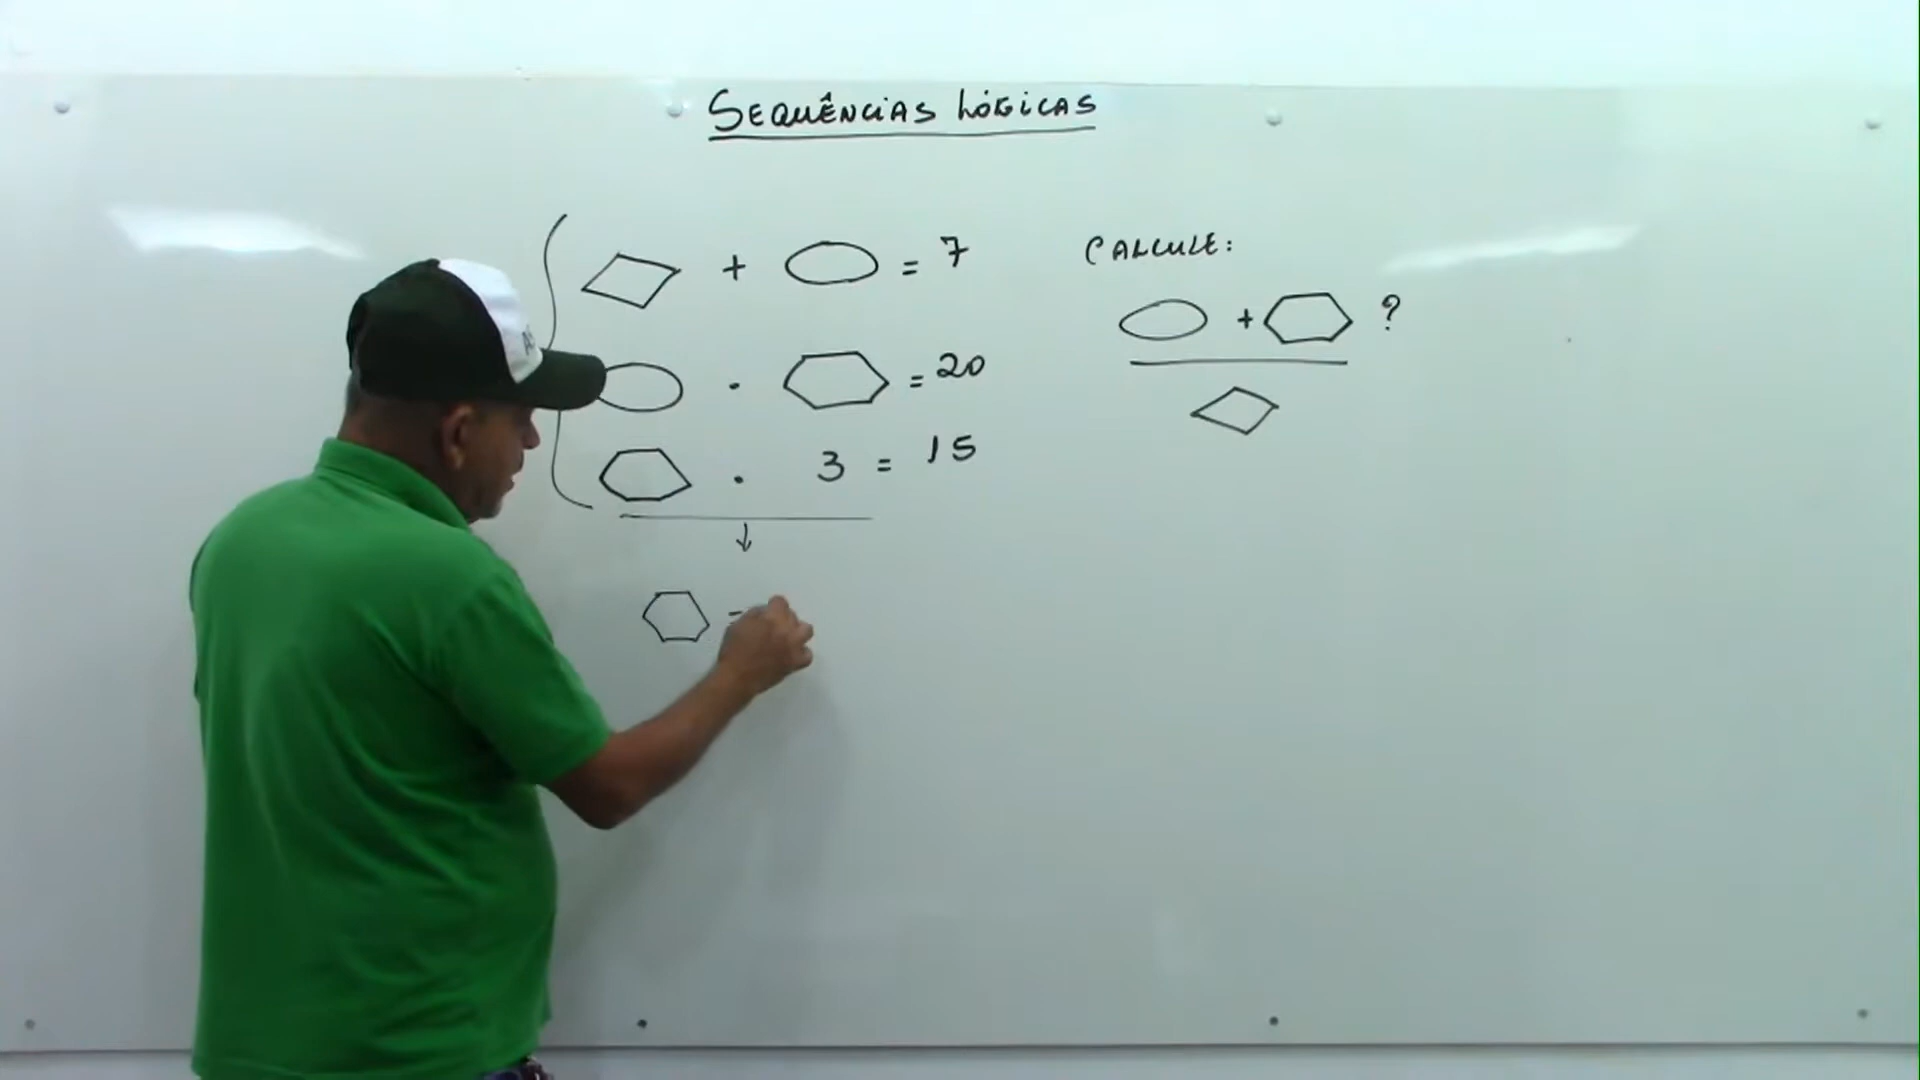 SEQUÊNCIAS LÓGICAS
+ = 7
· = 20
· 3 = 15
=
CALCULE:
+ ?